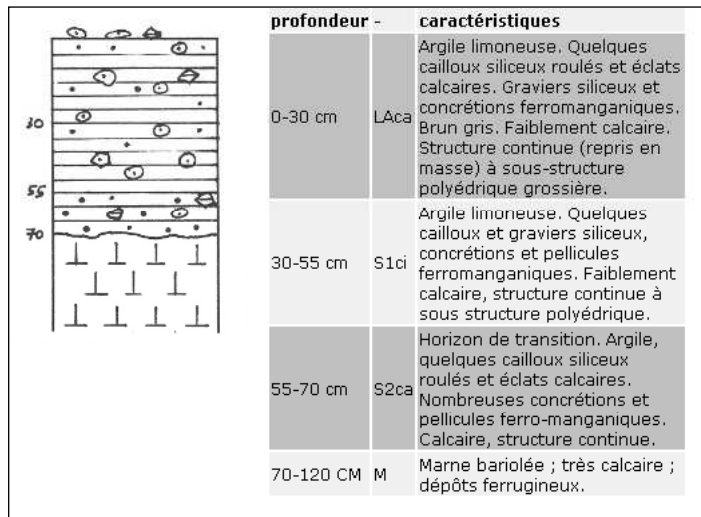 profondeur - caractéristiques
0-30 cm LAca
Argile limoneuse. Quelques
cailloux siliceux roulés et éclats
calcaires. Graviers siliceux et
concrétions ferromanganiques.
Brun gris. Faiblement calcaire.
Structure continue (repris en
masse) à sous-structure
polyédrique grossière.
30-55 cm S1ci
Argile limoneuse. Quelques
cailloux et graviers siliceux,
concrétions et pellicules
ferromanganiques. Faiblement
calcaire, structure continue à
sous structure polyédrique.
55-70 cm S2ca
Horizon de transition. Argile,
quelques cailloux siliceux
roulés et éclats calcaires.
Nombreuses concrétions et
pellicules ferro-manganiques.
Calcaire, structure continue.
70-120 CM M
Marne bariolée ; très calcaire ;
dépôts ferrugineux.
30
55
70